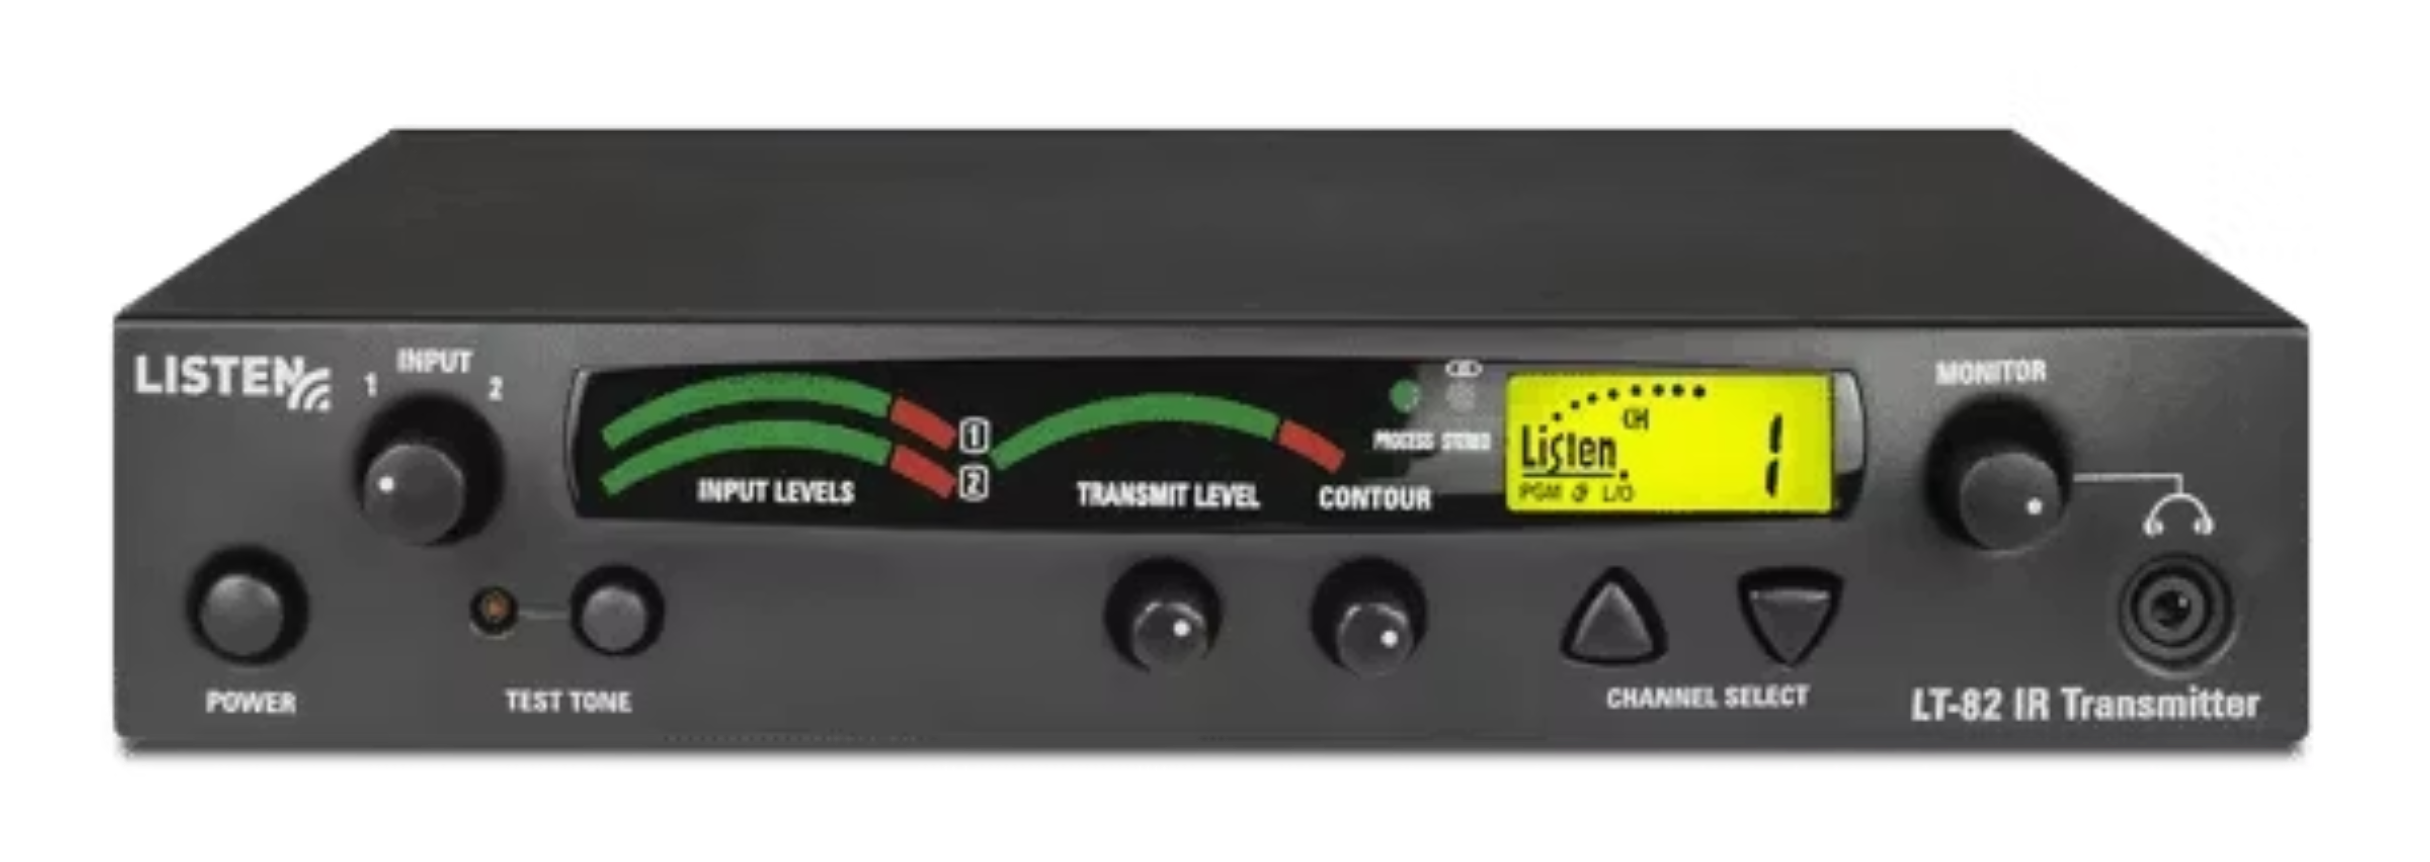 LISTEN
INPUT
1 2
INPUT LEVELS
1
2
TRANSMIT LEVEL
CONTOUR
PROCESS STEREO
CH
Listen
PGM L/O
1
MONITOR
POWER
TEST TONE
CHANNEL SELECT
LT-82 IR Transmitter